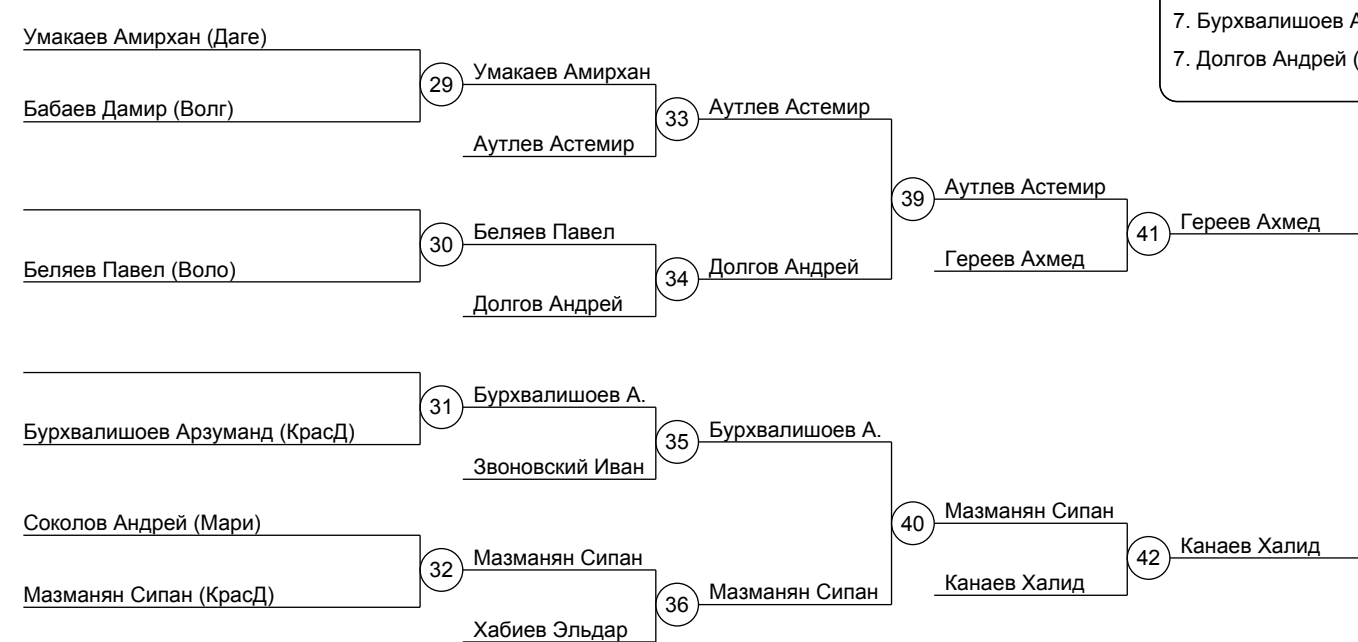 7. Бурхвалишоев А
7. Долгов Андрей (
Умакаев Амирхан (Даге)
29
Умакаев Амирхан
Бабаев Дамир (Волг)
33
Аутлев Астемир
Аутлев Астемир
39
Аутлев Астемир
30
Беляев Павел
41
Гереев Ахмед
Беляев Павел (Воло)
34
Долгов Андрей
Гереев Ахмед
Долгов Андрей
31
Бурхвалишоев А.
Бурхвалишоев Арзуманд (КрасД)
35
Бурхвалишоев А.
Звоновский Иван
Соколов Андрей (Мари)
40
Мазманян Сипан
32
Мазманян Сипан
42
Канаев Халид
Мазманян Сипан (КрасД)
36
Мазманян Сипан
Канаев Халид
Хабиев Эльдар